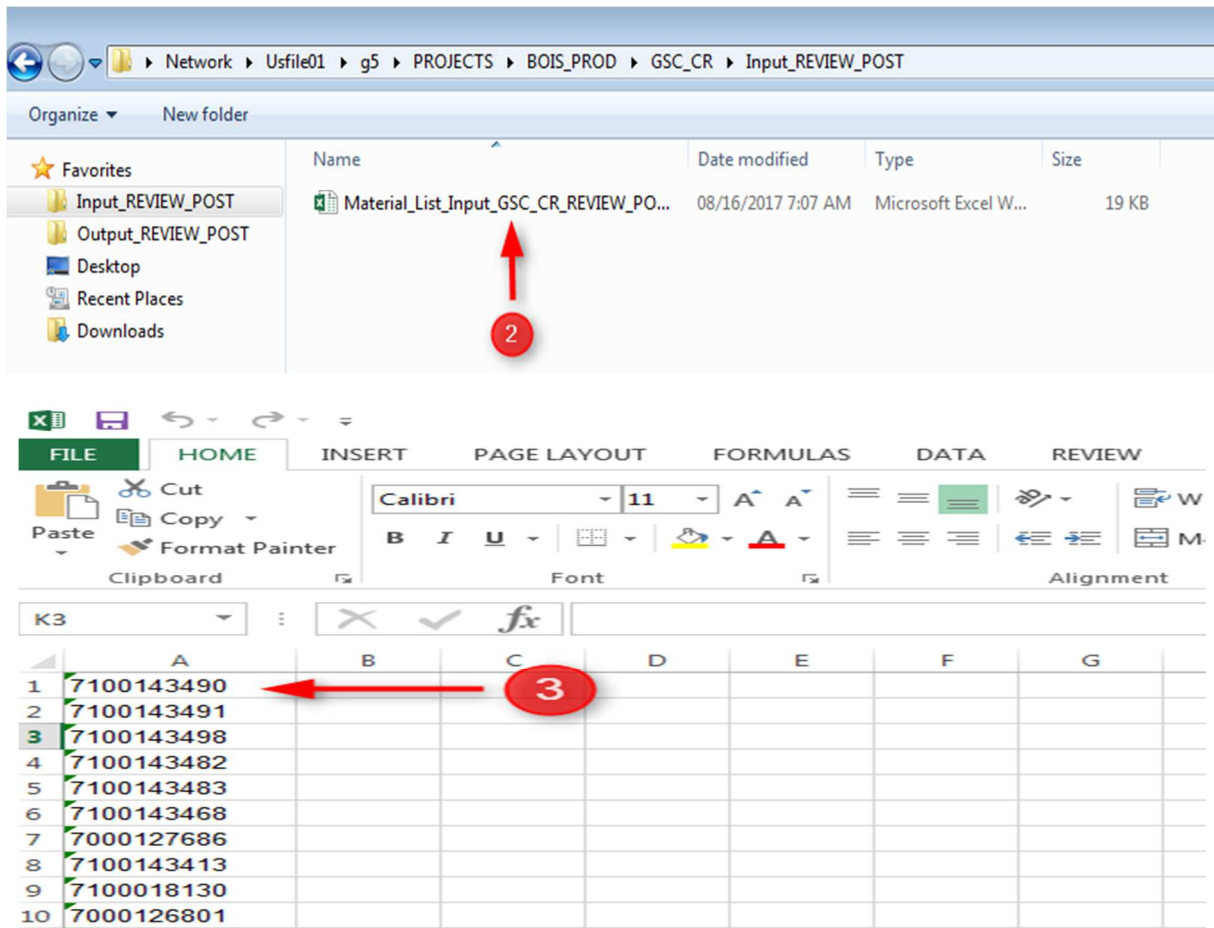 Network Usfile01 g5 PROJECTS BOIS_PROD GSC_CR Input_REVIEW_POST
Organize New folder
Name Date modified Type Size
Favorites
Input_REVIEW_POST
Material_List_Input_GSC_CR_REVIEW_PO... 08/16/2017 7:07 AM Microsoft Excel W... 19 KB
Output_REVIEW_POST
Desktop
Recent Places
Downloads
2
FILE HOME INSERT PAGE LAYOUT FORMULAS DATA REVIEW
Cut
Calibri 11 A A W
Copy
Paste
B I U A M
Format Painter
Clipboard Font Alignment
K3 fx
A B C D E F G
1 7100143490 3
2 7100143491
3 7100143498
4 7100143482
5 7100143483
6 7100143468
7 7000127686
8 7100143413
9 7100018130
10 7000126801